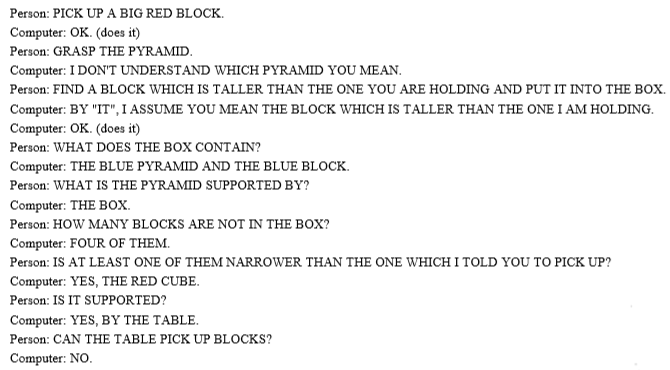 Person: PICK UP A BIG RED BLOCK.
Computer: OK. (does it)
Person: GRASP THE PYRAMID.
Computer: I DON'T UNDERSTAND WHICH PYRAMID YOU MEAN.
Person: FIND A BLOCK WHICH IS TALLER THAN THE ONE YOU ARE HOLDING AND PUT IT INTO THE BOX.
Computer: BY "IT", I ASSUME YOU MEAN THE BLOCK WHICH IS TALLER THAN THE ONE I AM HOLDING.
Computer: OK. (does it)
Person: WHAT DOES THE BOX CONTAIN?
Computer: THE BLUE PYRAMID AND THE BLUE BLOCK.
Person: WHAT IS THE PYRAMID SUPPORTED BY?
Computer: THE BOX.
Person: HOW MANY BLOCKS ARE NOT IN THE BOX?
Computer: FOUR OF THEM.
Person: IS AT LEAST ONE OF THEM NARROWER THAN THE ONE WHICH I TOLD YOU TO PICK UP?
Computer: YES, THE RED CUBE.
Person: IS IT SUPPORTED?
Computer: YES, BY THE TABLE.
Person: CAN THE TABLE PICK UP BLOCKS?
Computer: NO.